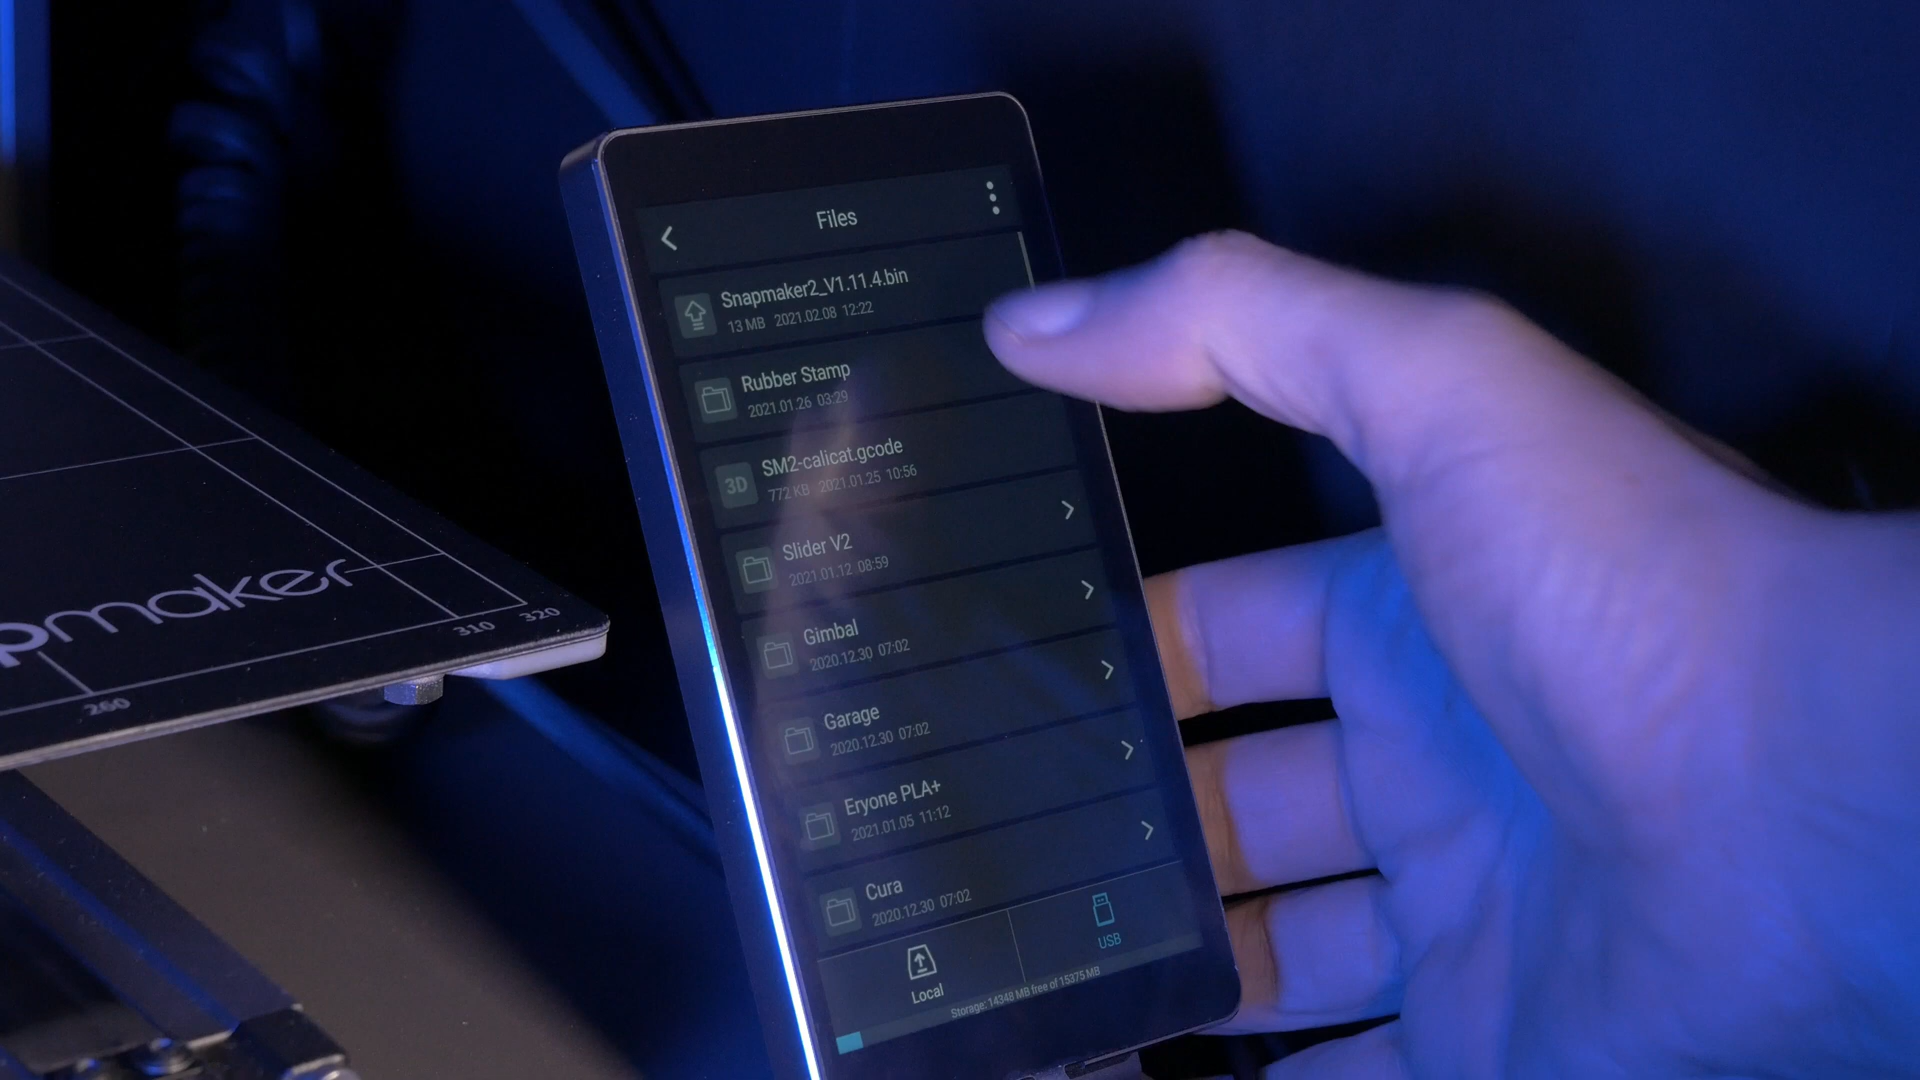 Files
Snapmaker2_V1.11.4.bin
13 MB 2021.02.08 12:22
Rubber Stamp
2021.01.26 03:29
3D
SM2-calicat.gcode
772 KB 2021.01.25 10:56
Slider V2
2021.01.12 08:59
Gimbal
2020.12.30 07:02
Garage
2020.12.30 07:02
Eryone PLA+
2021.01.05 11:12
Cura
2020.12.30 07:02
Local
USB
Storage: 14348 MB free of 15375 MB
pmaker
260
310
320